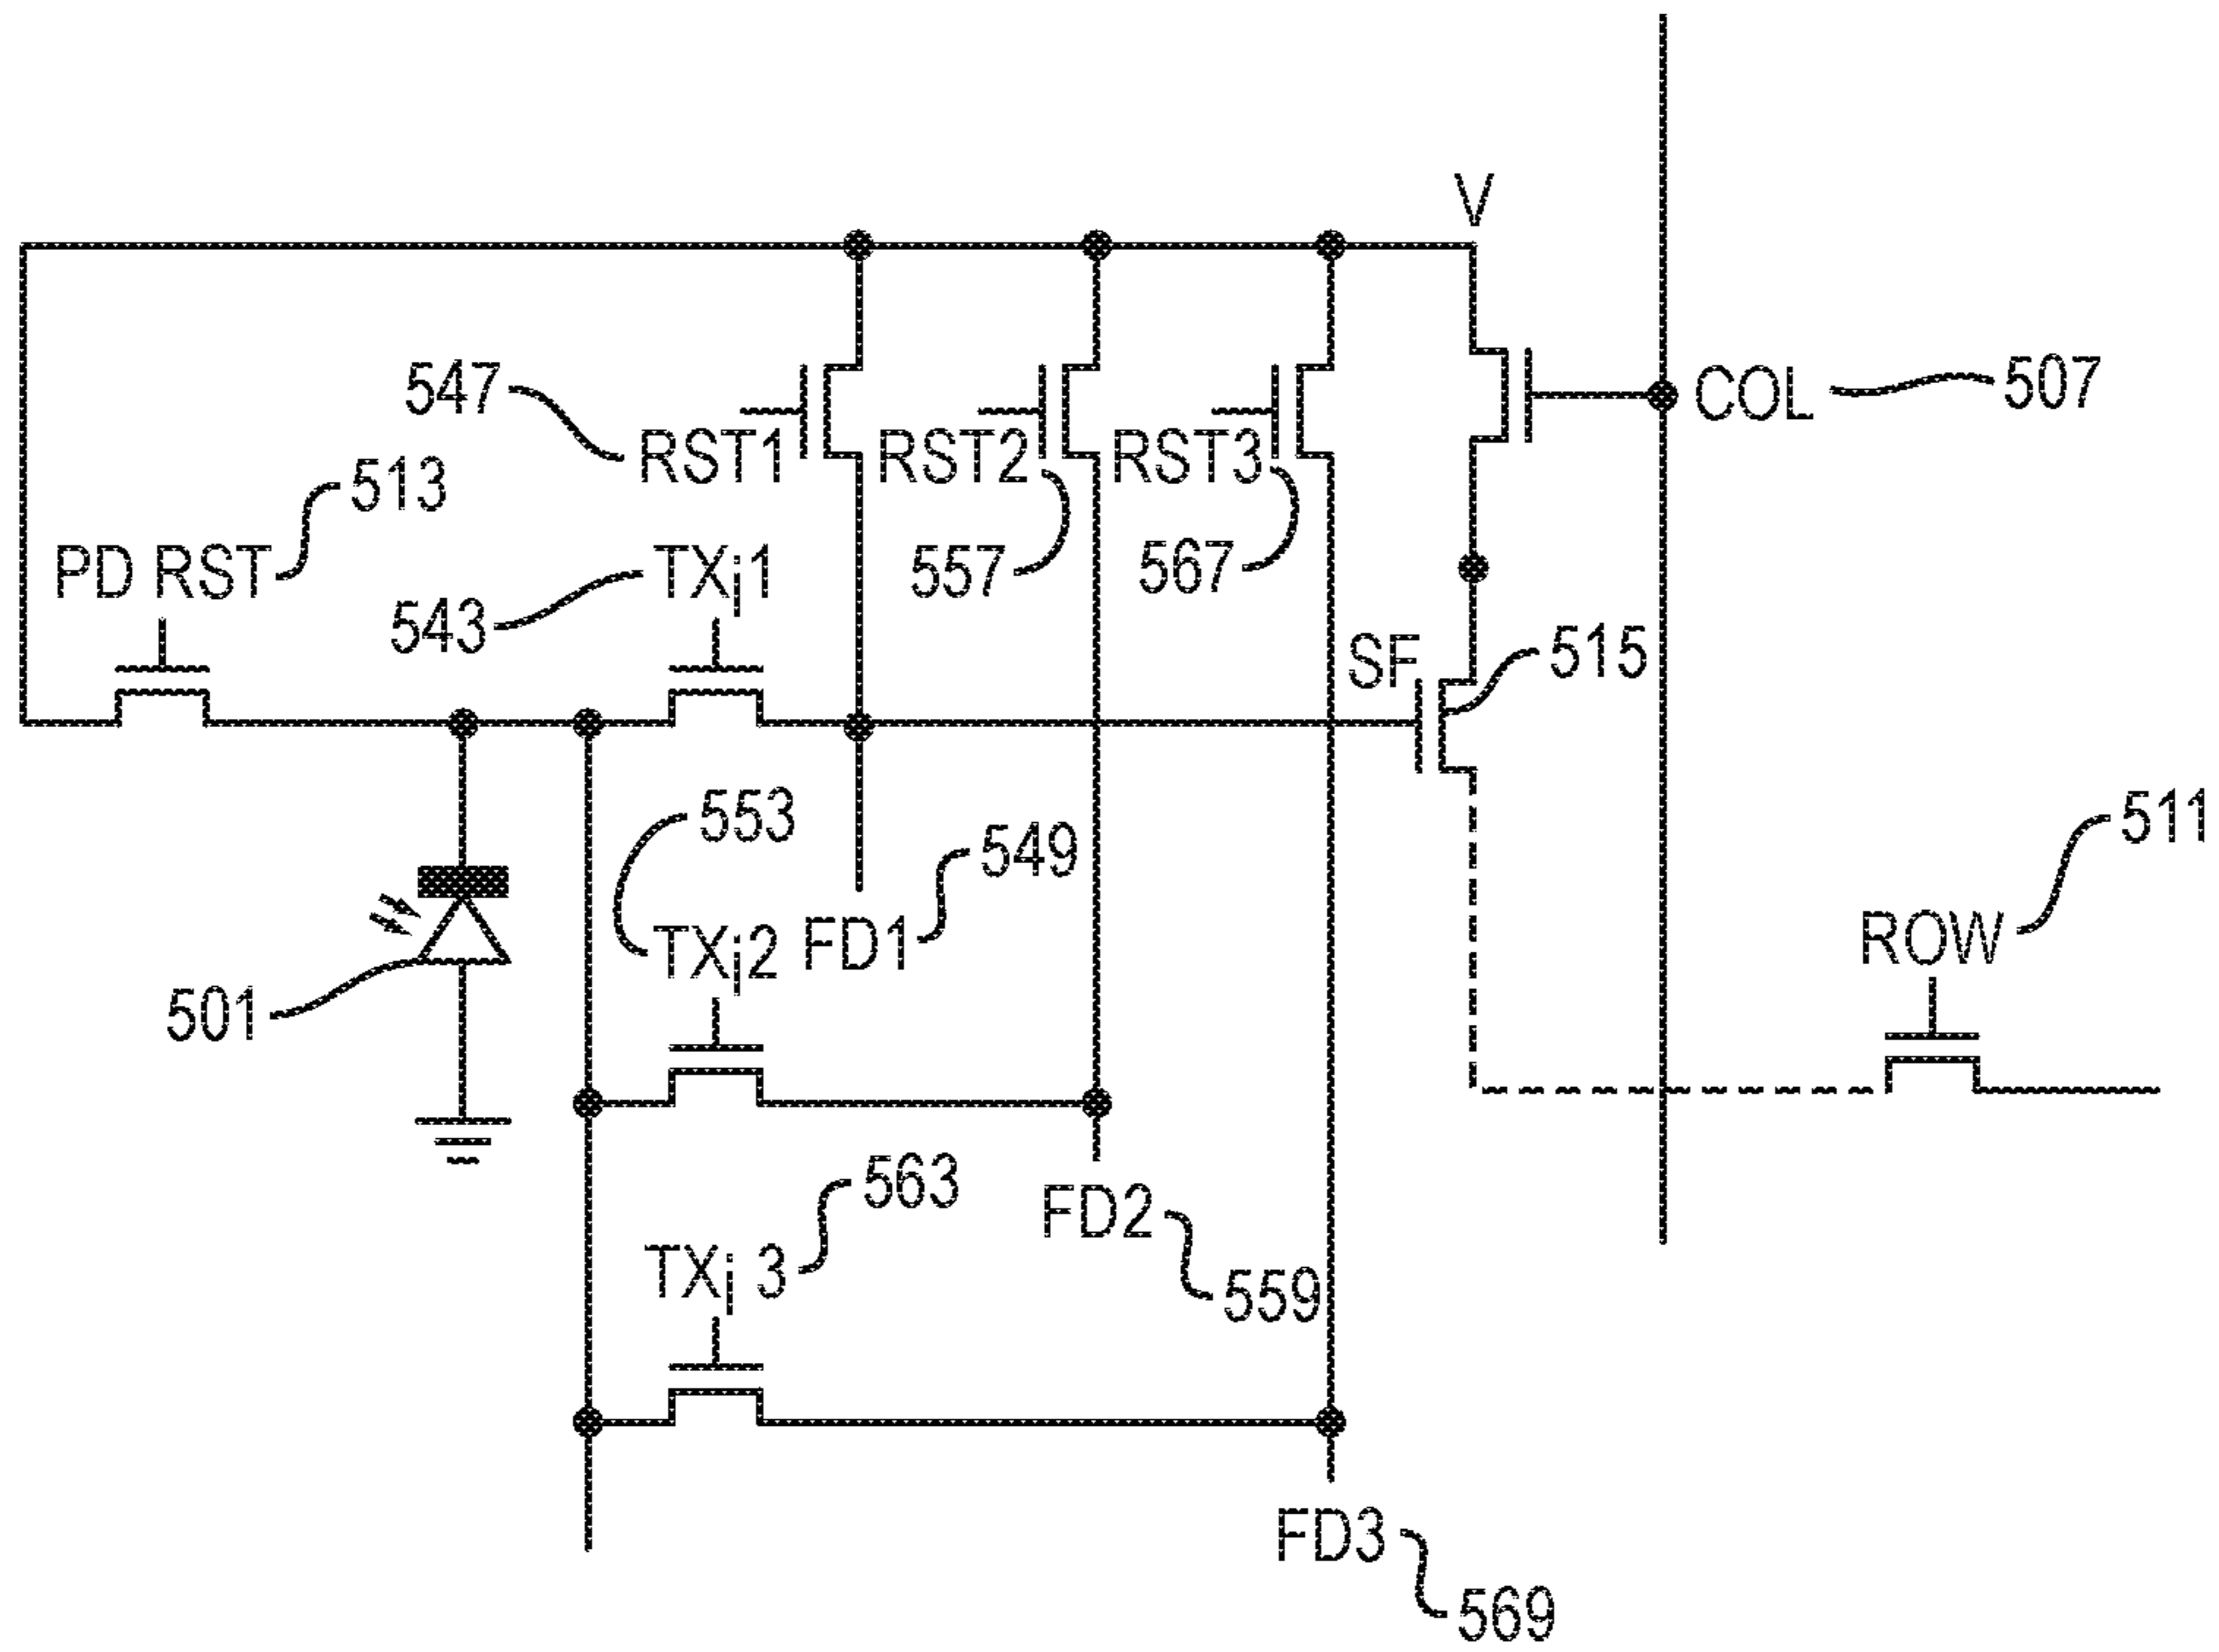 V
547
RST1
RST2
RST3
COL
507
513
PD RST
543
TXj1
557
567
SF
515
553
549
511
TXj2
FD1
ROW
501
563
FD2
TXj 3
559
FD3
569